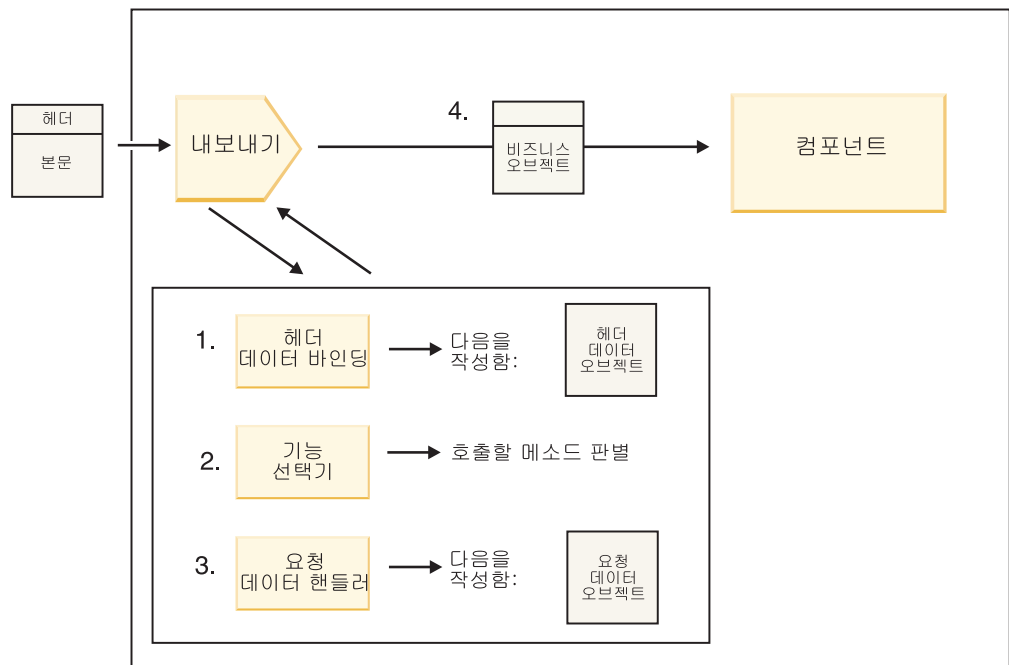 헤더
본문
내보내기
4.
비즈니스
오브젝트
컴포넌트
1.
헤더
데이터 바인딩
다음을
작성함:
헤더
데이터
오브젝트
2.
기능
선택기
호출할 메소드 판별
3.
요청
데이터 핸들러
다음을
작성함:
요청
데이터
오브젝트